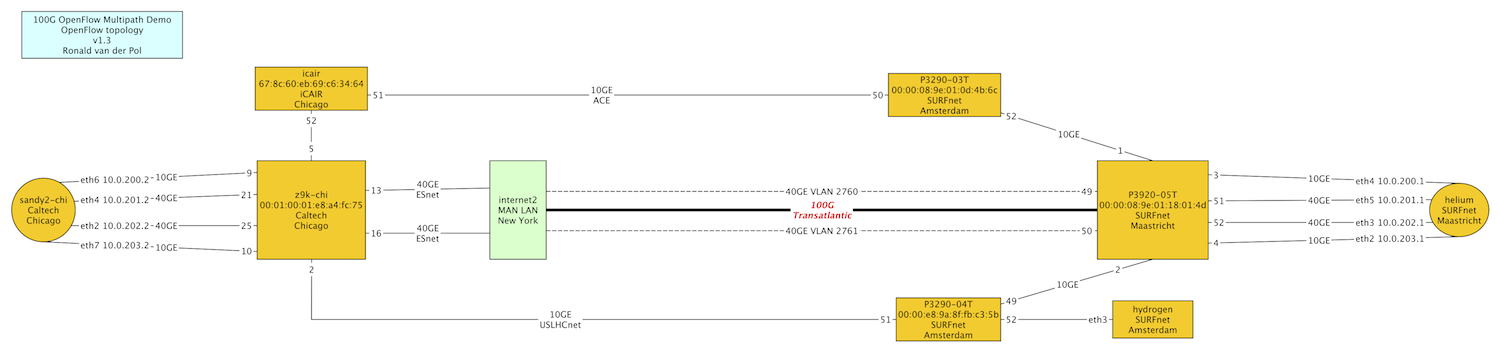 100G OpenFlow Multipath Demo
OpenFlow topology
v1.3
Ronald van der Pol
icair
67:8c:60:eb:69:c6:34:64
iCAIR
Chicago
51
52
5
10GE
ACE
50
P3290-03T
00:00:08:9e:01:0d:4b:6c
SURFnet
Amsterdam
52
10GE
1
sandy2-chi
Caltech
Chicago
eth6 10.0.200.2
10GE
9
eth4 10.0.201.2
40GE
21
eth2 10.0.202.2
40GE
25
eth7 10.0.203.2
10GE
10
z9k-chi
00:01:00:01:e8:a4:fc:75
Caltech
Chicago
13
40GE
ESnet
16
40GE
ESnet
2
internet2
MAN LAN
New York
40GE VLAN 2760
49
100G
Transatlantic
40GE VLAN 2761
50
P3920-05T
00:00:08:9e:01:18:01:4d
SURFnet
Maastricht
3
10GE
eth4 10.0.200.1
51
40GE
eth5 10.0.201.1
52
40GE
eth3 10.0.202.1
4
10GE
eth2 10.0.203.1
helium
SURFnet
Maastricht
2
10GE
49
10GE
USLHCnet
51
P3290-04T
00:00:e8:9a:8f:fb:c3:5b
SURFnet
Amsterdam
52
eth3
hydrogen
SURFnet
Amsterdam